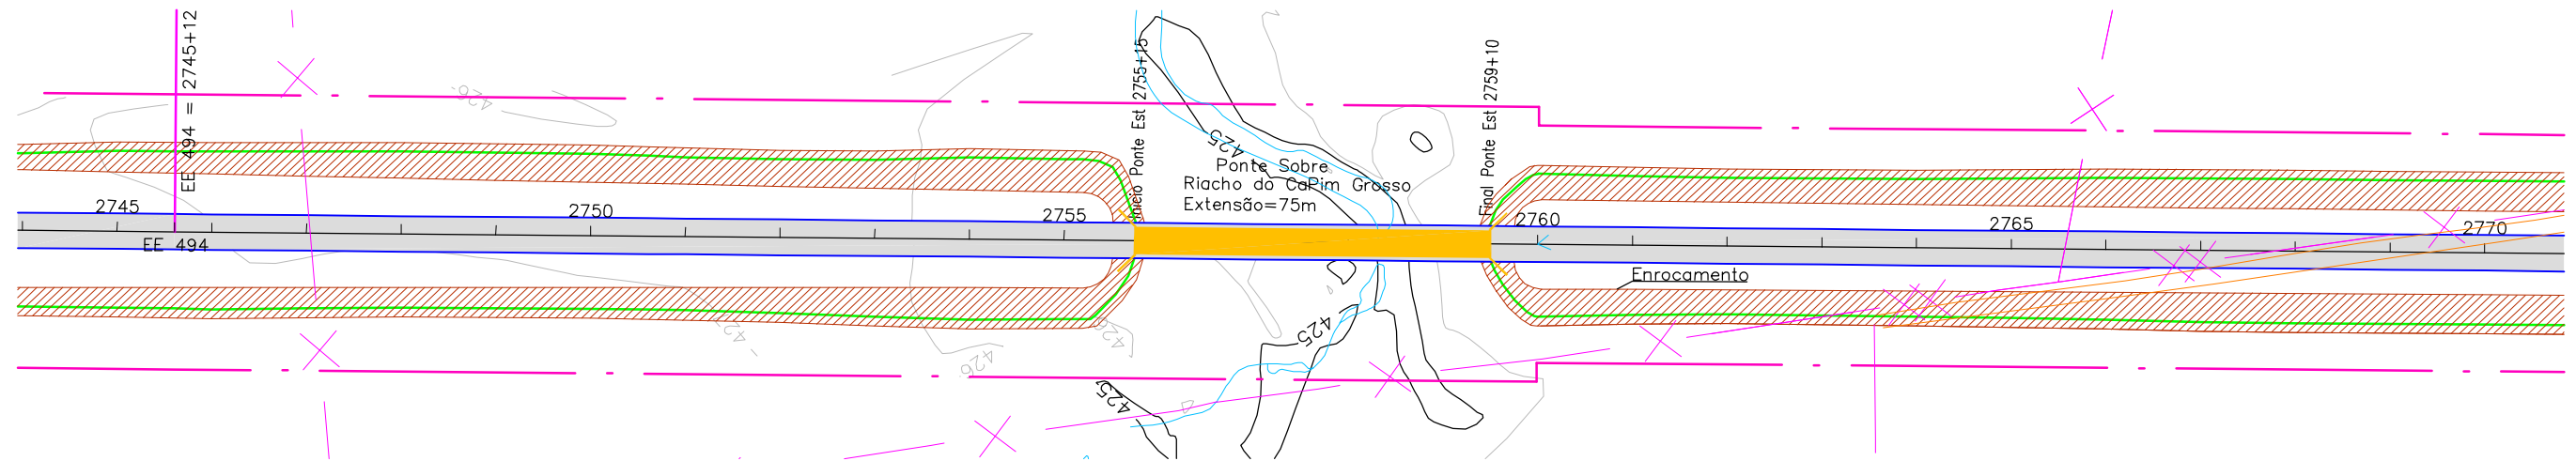 EE 494 = 2745+12
426
Início Ponte Est 2755+15
Final Ponte Est 2759+10
425
Ponte Sobre
Riacho do CaPim Grosso
Extensão=75m
2745
2750
2755
2760
2765
2770
EE 494
Enrocamento
425
426
425